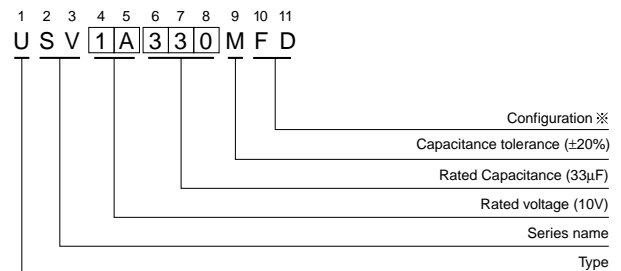 1 2 3 4 5 6 7 8 9 10 11
U S V 1 A 3 3 0 M F D
Configuration ※
Capacitance tolerance (±20%)
Rated Capacitance (33µF)
Rated voltage (10V)
Series name
Type